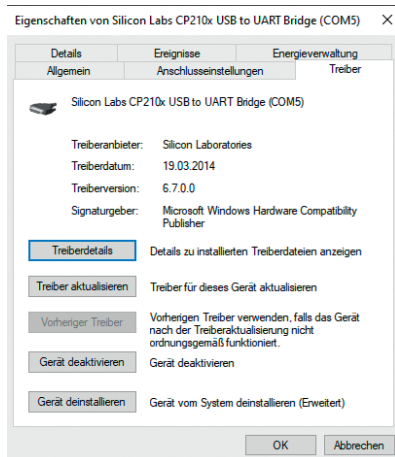 Eigenschaften von Silicon Labs CP210x USB to UART Bridge (COM5)
Details Ereignisse Energieverwaltung
Allgemein Anschlusseinstellungen Treiber
Silicon Labs CP210x USB to UART Bridge (COM5)
Treiberanbieter: Silicon Laboratories
Treiberdatum: 19.03.2014
Treiberversion: 6.7.0.0
Signaturgeber: Microsoft Windows Hardware Compatibility
Publisher
Treiberdetails Details zu installierten Treiberdateien anzeigen
Treiber aktualisieren Treiber für dieses Gerät aktualisieren
Vorheriger Treiber Vorherigen Treiber verwenden, falls das Gerät
nach der Treiberaktualisierung nicht
ordnungsgemäß funktioniert.
Gerät deaktivieren Gerät deaktivieren
Gerät deinstallieren Gerät vom System deinstallieren (Erweitert)
OK Abbrechen